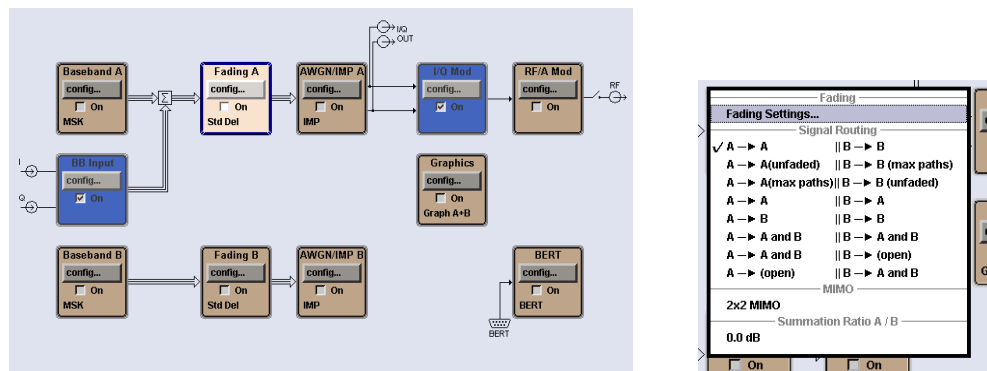 I/Q
OUT
Baseband A
config...
On
MSK
Σ
Fading A
config...
On
Std Del
AWGN/IMP A
config...
On
IMP
I/Q Mod
config...
On
RF/A Mod
config...
On
RF
I
Q
BB Input
config...
On
Graphics
config...
On
Graph A+B
Baseband B
config...
On
MSK
Fading B
config...
On
Std Del
AWGN/IMP B
config...
On
IMP
BERT
config...
On
BERT
BERT
Fading
Fading Settings...
Signal Routing
✓ A —► A || B —► B
A —► A(unfaded) || B —► B (max paths)
A —► A(max paths)|| B —► B (unfaded)
A —► A || B —► A
A —► B || B —► B
A —► A and B || B —► A and B
A —► A and B || B —► (open)
A —► (open) || B —► A and B
MIMO
2x2 MIMO
Summation Ratio A / B
0.0 dB
G
On
On